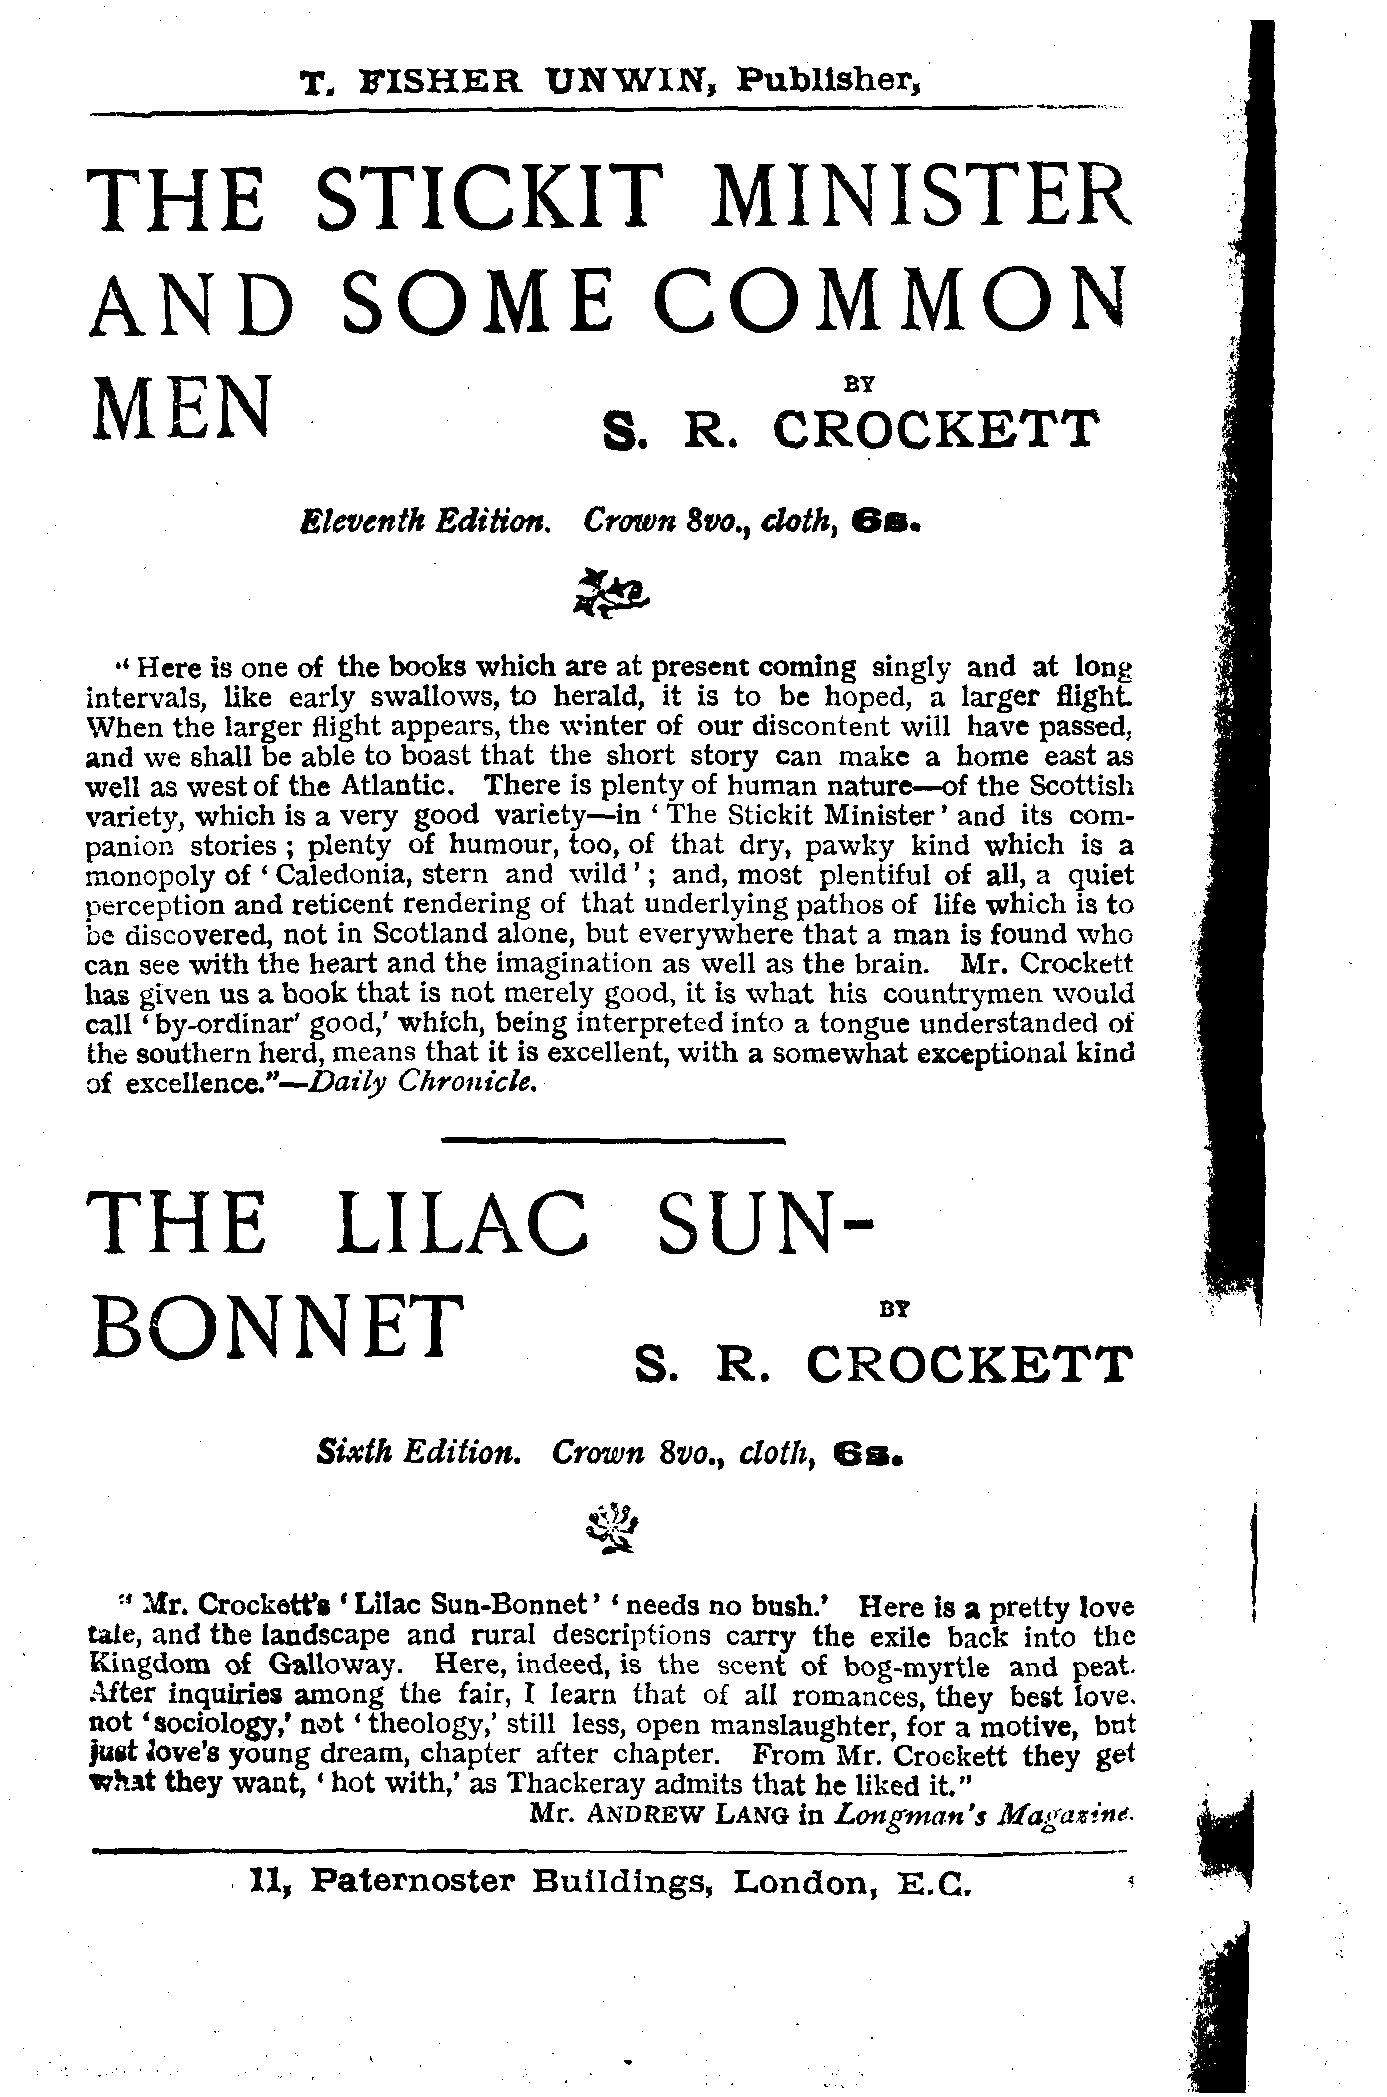 T. FISHER UNWIN, Publisher,
THE STICKIT MINISTER
AND SOME COMMON
MEN
BY
S. R. CROCKETT
Eleventh Edition. Crown 8vo., cloth, 6s.
"Here is one of the books which are at present coming singly and at long
intervals, like early swallows, to herald, it is to be hoped, a larger flight.
When the larger flight appears, the winter of our discontent will have passed,
and we shall be able to boast that the short story can make a home east as
well as west of the Atlantic. There is plenty of human nature—of the Scottish
variety, which is a very good variety—in 'The Stickit Minister' and its com-
panion stories; plenty of humour, too, of that dry, pawky kind which is a
monopoly of 'Caledonia, stern and wild'; and, most plentiful of all, a quiet
perception and reticent rendering of that underlying pathos of life which is to
be discovered, not in Scotland alone, but everywhere that a man is found who
can see with the heart and the imagination as well as the brain. Mr. Crockett
has given us a book that is not merely good, it is what his countrymen would
call 'by-ordinar' good,' which, being interpreted into a tongue understanded of
the southern herd, means that it is excellent, with a somewhat exceptional kind
of excellence."—Daily Chronicle.
THE LILAC SUN-
BONNET
BY
S. R. CROCKETT
Sixth Edition. Crown 8vo., cloth, 6s.
"Mr. Crockett's 'Lilac Sun-Bonnet' 'needs no bush.' Here is a pretty love
tale, and the landscape and rural descriptions carry the exile back into the
Kingdom of Galloway. Here, indeed, is the scent of bog-myrtle and peat.
After inquiries among the fair, I learn that of all romances, they best love,
not 'sociology,' not 'theology,' still less, open manslaughter, for a motive, but
just love's young dream, chapter after chapter. From Mr. Crockett they get
what they want, 'hot with,' as Thackeray admits that he liked it."
Mr. ANDREW LANG in Longman's Magazine.
11, Paternoster Buildings, London, E.C.